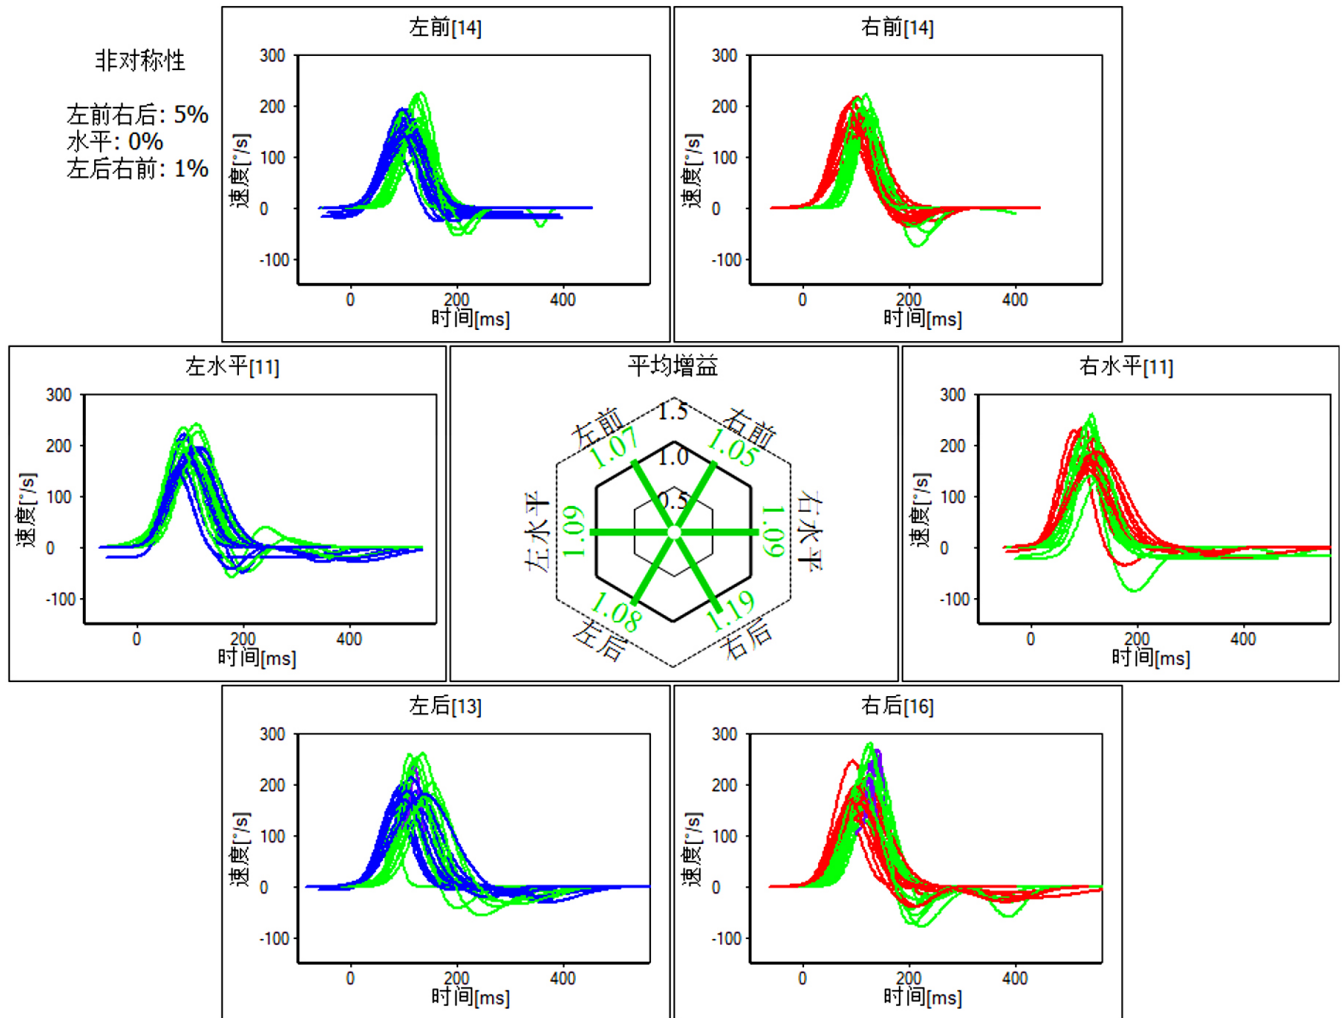 非对称性
左前右后: 5%
水平: 0%
左后右前: 1%
左前[14]
300
200
100
0
-100
速度[°/s]
0
200
400
时间[ms]
右前[14]
300
200
100
0
-100
速度[°/s]
0
200
400
时间[ms]
左水平[11]
300
200
100
0
-100
速度[°/s]
0
200
400
时间[ms]
平均增益
1.5
1.0
0.5
左前
1.07
右前
1.05
左水平
1.09
右水平
1.09
左后
1.08
右后
1.19
右水平[11]
300
200
100
0
-100
速度[°/s]
0
200
400
时间[ms]
左后[13]
300
200
100
0
-100
速度[°/s]
0
200
400
时间[ms]
右后[16]
300
200
100
0
-100
速度[°/s]
0
200
400
时间[ms]